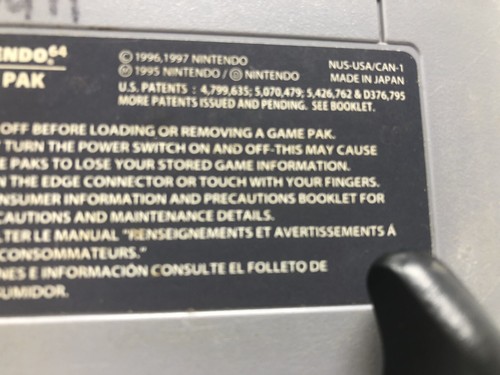 ENDO64
PAK
© 1996,1997 NINTENDO
℗ 1995 NINTENDO / © NINTENDO
NUS-USA/CAN-1
MADE IN JAPAN
U.S. PATENTS : 4,799,635; 5,070,479; 5,426,762 & D376,795
MORE PATENTS ISSUED AND PENDING. SEE BOOKLET.
OFF BEFORE LOADING OR REMOVING A GAME PAK.
TURN THE POWER SWITCH ON AND OFF-THIS MAY CAUSE
E PAKS TO LOSE YOUR STORED GAME INFORMATION.
N THE EDGE CONNECTOR OR TOUCH WITH YOUR FINGERS.
NSUMER INFORMATION AND PRECAUTIONS BOOKLET FOR
CAUTIONS AND MAINTENANCE DETAILS.
LTER LE MANUAL "RENSEIGNEMENTS ET AVERTISSEMENTS À
CONSOMMATEURS."
NES E INFORMACIÓN CONSULTE EL FOLLETO DE
SUMIDOR.